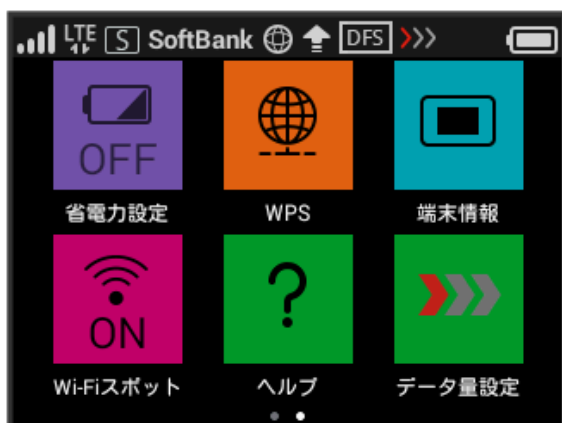 LTE S SoftBank DFS
OFF
省電力設定 WPS 端末情報
ON
Wi-Fiスポット ヘルプ データ量設定